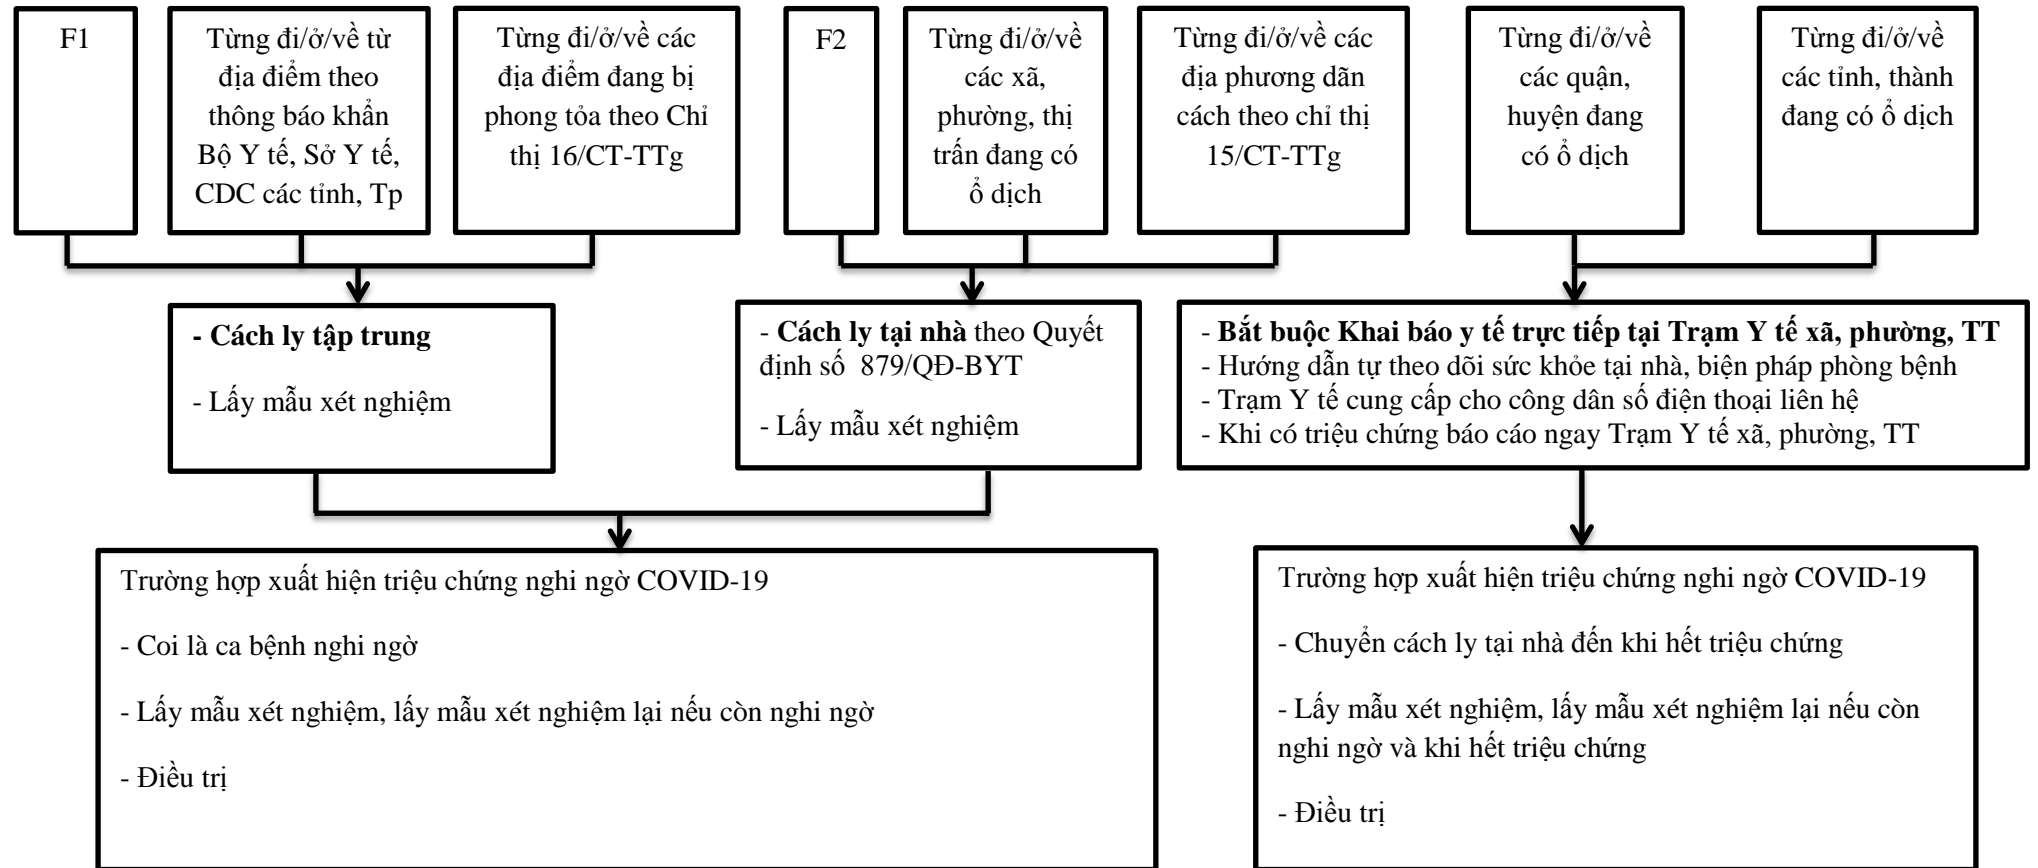 F1
Từng đi/ở/về từ
địa điểm theo
thông báo khẩn
Bộ Y tế, Sở Y tế,
CDC các tỉnh, Tp
Từng đi/ở/về các
địa điểm đang bị
phong tỏa theo Chỉ
thị 16/CT-TTg
F2
Từng đi/ở/về
các xã,
phường, thị
trấn đang có
ổ dịch
Từng đi/ở/về các
địa phương dãn
cách theo chỉ thị
15/CT-TTg
Từng đi/ở/về
các quận,
huyện đang
có ổ dịch
Từng đi/ở/về
các tỉnh, thành
đang có ổ dịch
- Cách ly tập trung
- Lấy mẫu xét nghiệm
- Cách ly tại nhà theo Quyết
định số 879/QĐ-BYT
- Lấy mẫu xét nghiệm
- Bắt buộc Khai báo y tế trực tiếp tại Trạm Y tế xã, phường, TT
- Hướng dẫn tự theo dõi sức khỏe tại nhà, biện pháp phòng bệnh
- Trạm Y tế cung cấp cho công dân số điện thoại liên hệ
- Khi có triệu chứng báo cáo ngay Trạm Y tế xã, phường, TT
Trường hợp xuất hiện triệu chứng nghi ngờ COVID-19
- Coi là ca bệnh nghi ngờ
- Lấy mẫu xét nghiệm, lấy mẫu xét nghiệm lại nếu còn nghi ngờ
- Điều trị
Trường hợp xuất hiện triệu chứng nghi ngờ COVID-19
- Chuyển cách ly tại nhà đến khi hết triệu chứng
- Lấy mẫu xét nghiệm, lấy mẫu xét nghiệm lại nếu còn
nghi ngờ và khi hết triệu chứng
- Điều trị